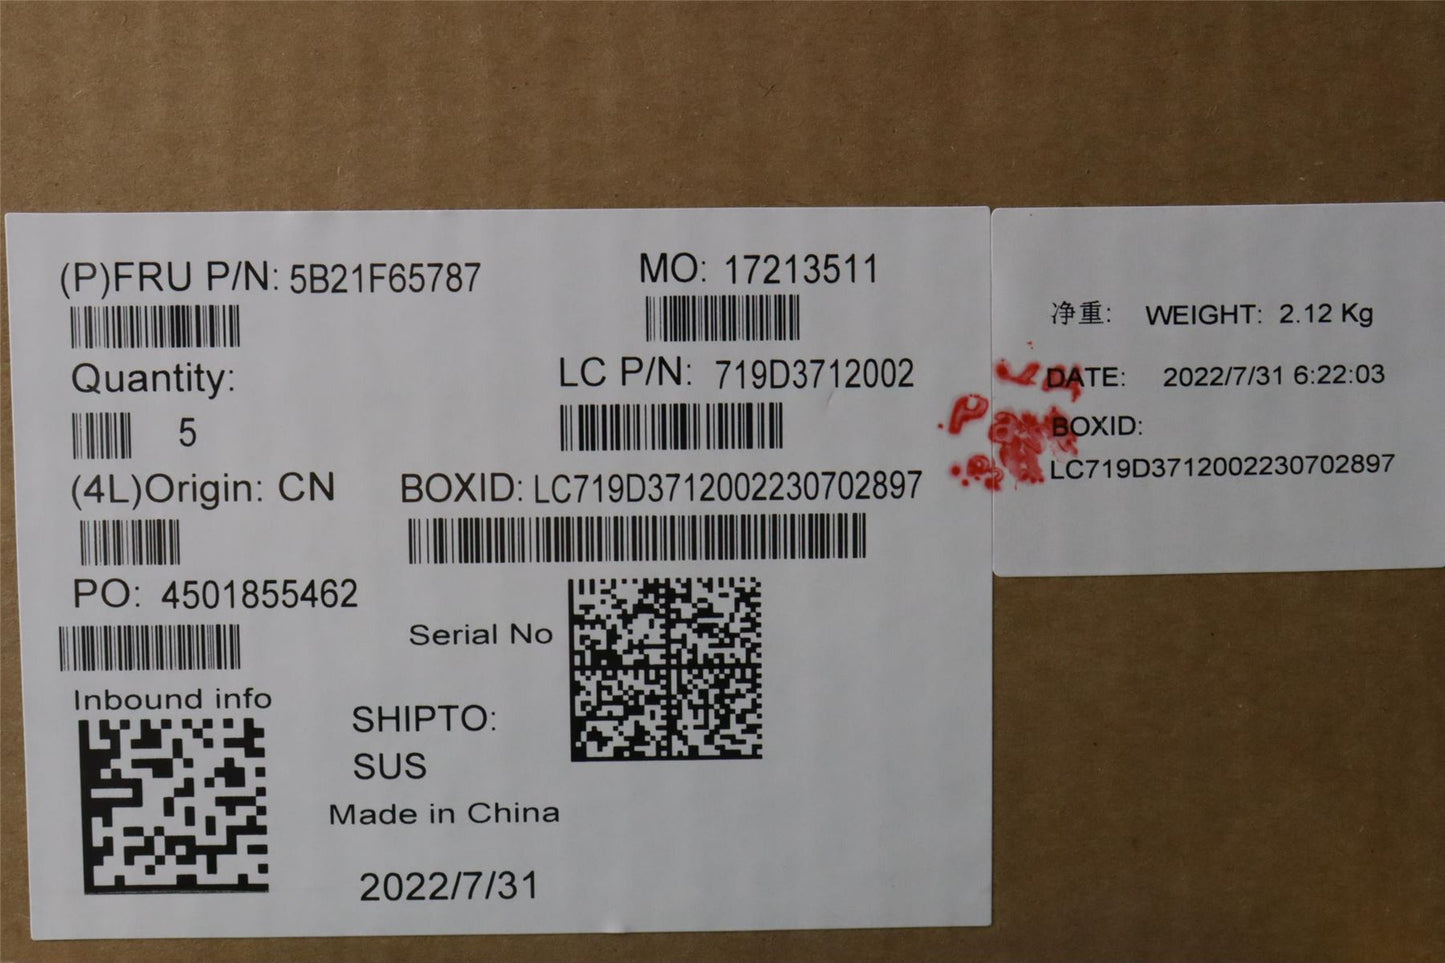 (P)FRU P/N: 5B21F65787
MO: 17213511
Quantity:
5
LC P/N: 719D3712002
(4L)Origin: CN
BOXID: LC719D3712002230702897
PO: 4501855462
Serial No
Inbound info
SHIPTO:
SUS
Made in China
2022/7/31
净重: WEIGHT: 2.12 Kg
DATE: 2022/7/31 6:22:03
BOXID:
LC719D3712002230702897